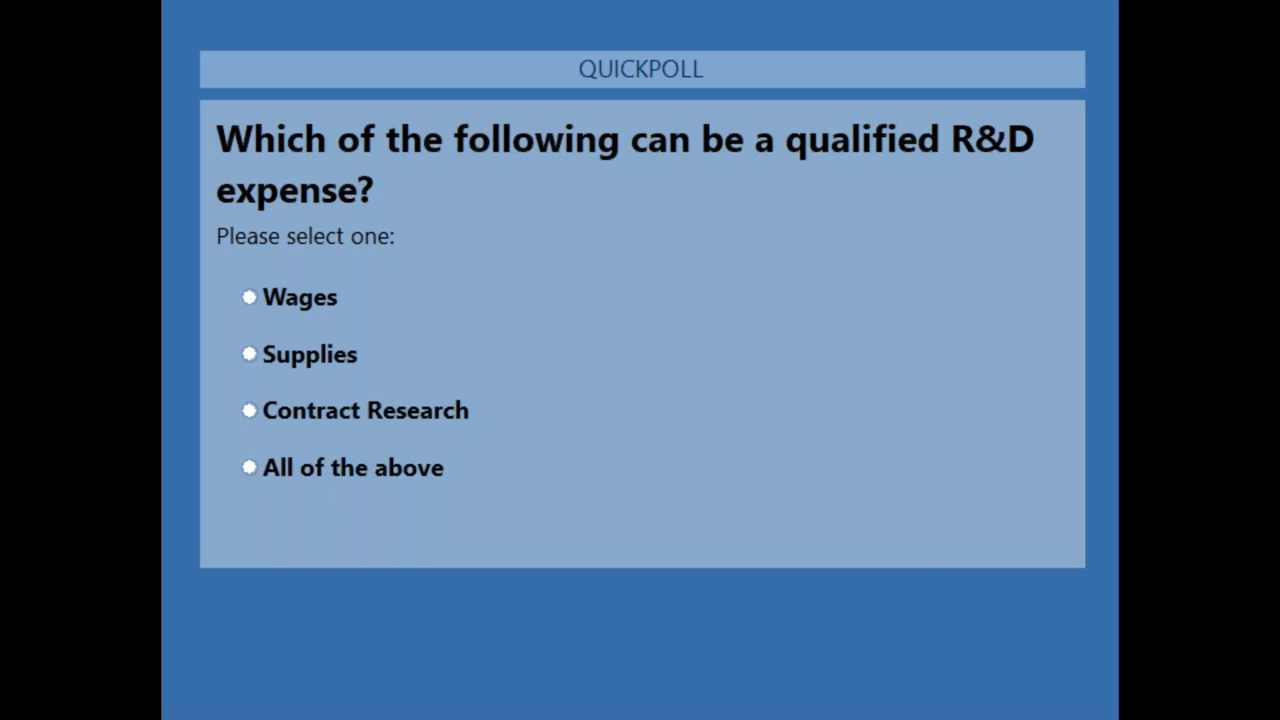 QUICKPOLL
Which of the following can be a qualified R&D
expense?
Please select one:
Wages
Supplies
Contract Research
All of the above